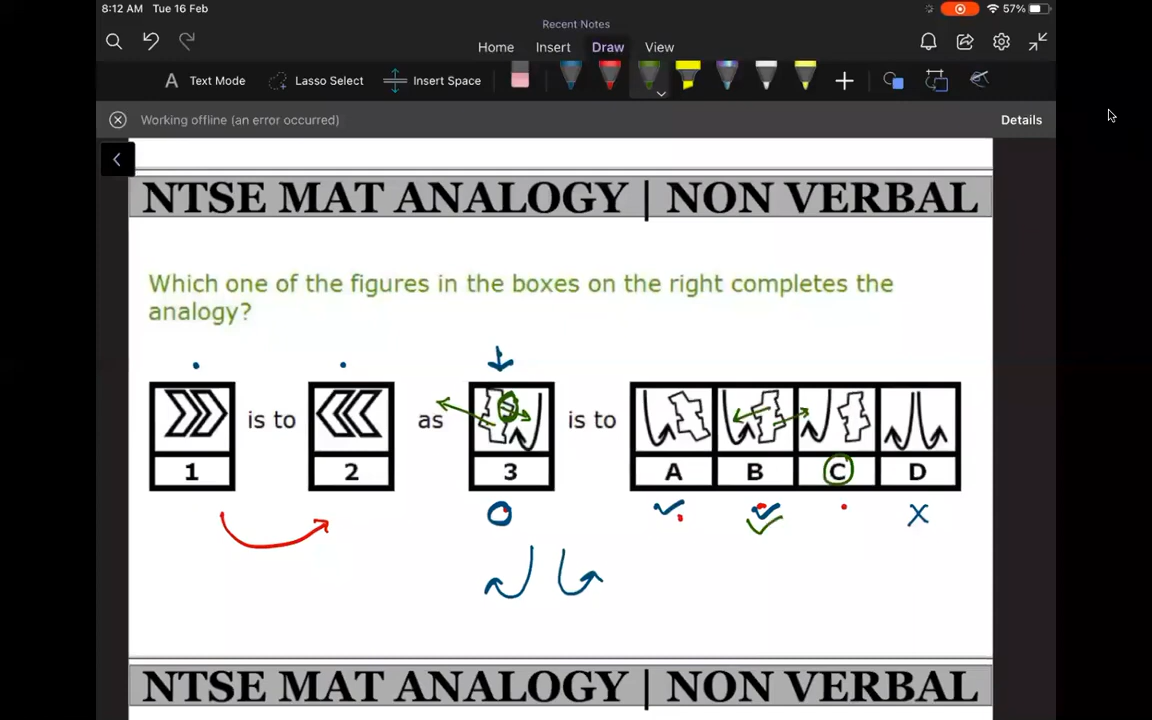 8:12 AM Tue 16 Feb
57%
Recent Notes
Home Insert Draw View
Text Mode Lasso Select Insert Space
Working offline (an error occurred) Details
NTSE MAT ANALOGY | NON VERBAL
Which one of the figures in the boxes on the right completes the
analogy?
is to as is to
1 2 3 A B C D
NTSE MAT ANALOGY | NON VERBAL